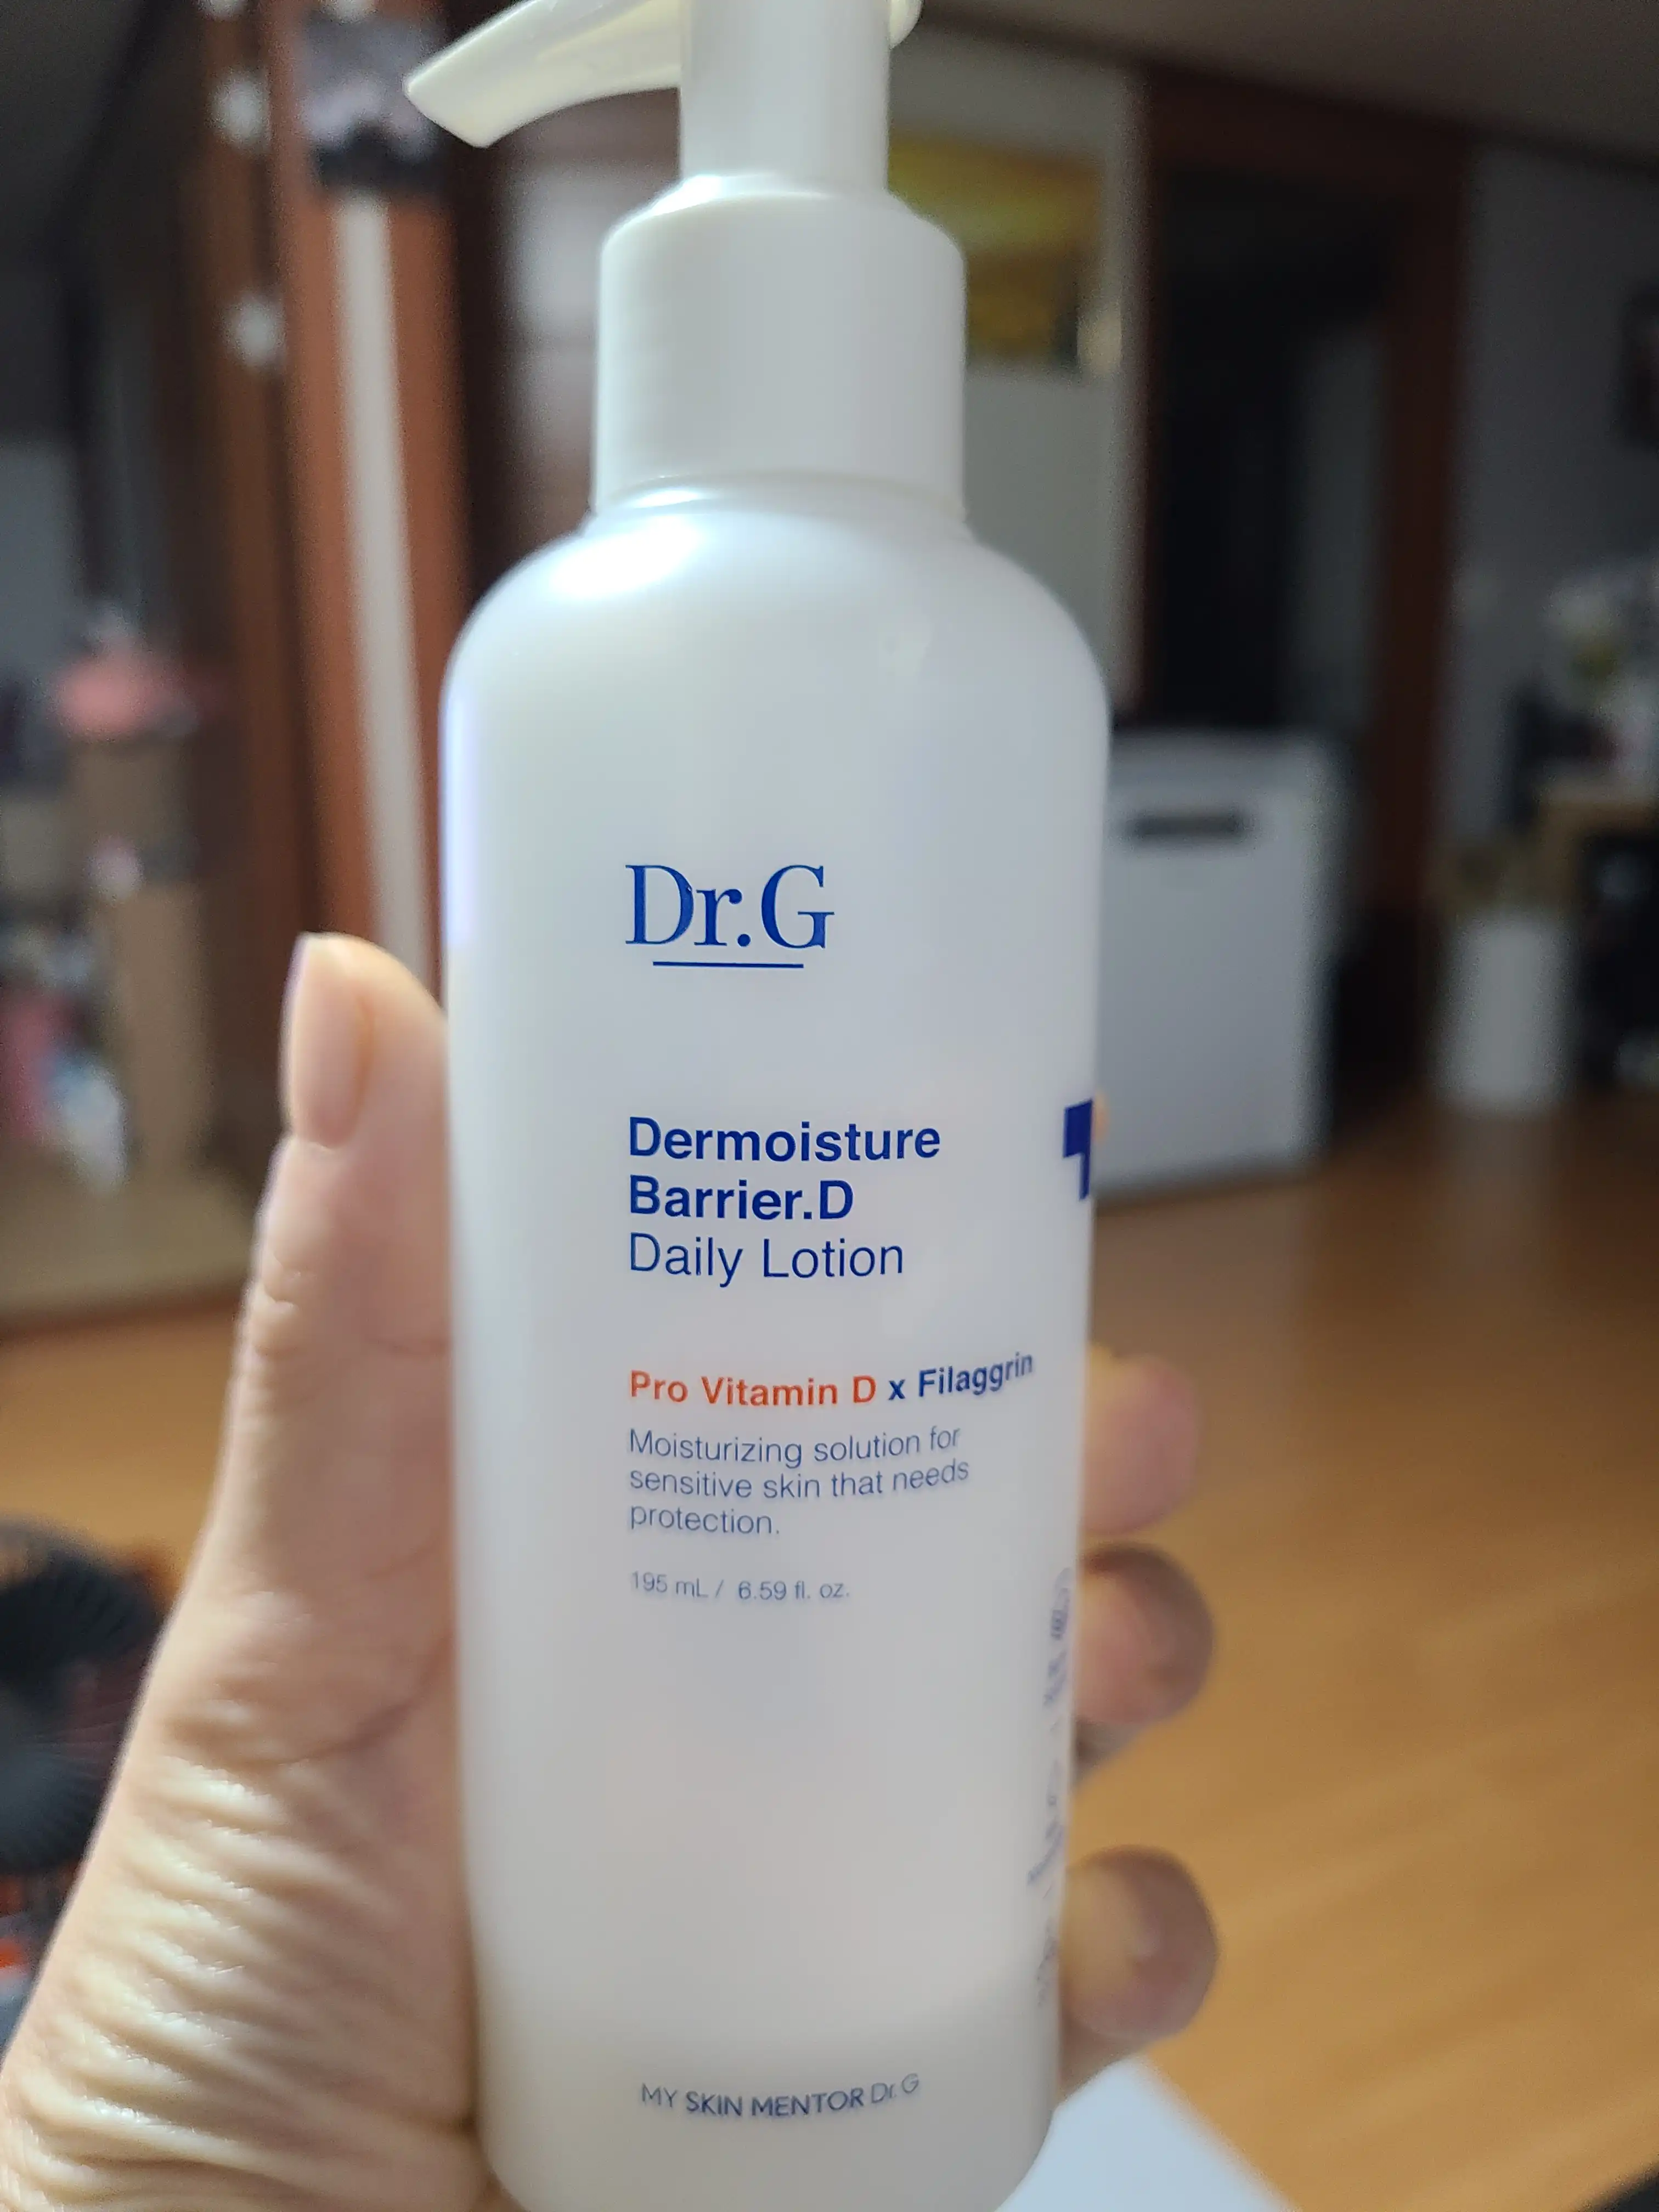 Dr.G
Dermoisture
Barrier.D
Daily Lotion
Pro Vitamin D x Filaggrin
Moisturizing solution for
sensitive skin that needs
protection.
195 mL / 6.59 fl. oz.
MY SKIN MENTOR Dr.G